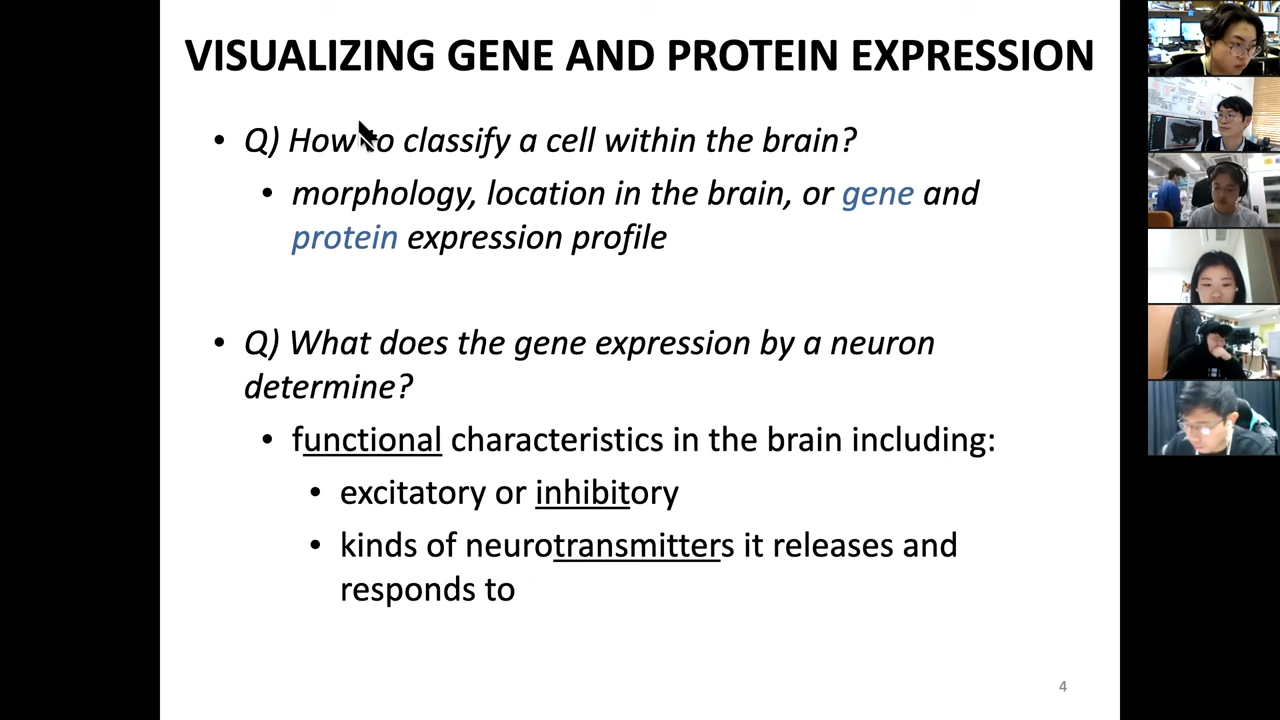 VISUALIZING GENE AND PROTEIN EXPRESSION
• Q) How to classify a cell within the brain?
• morphology, location in the brain, or gene and
protein expression profile
• Q) What does the gene expression by a neuron
determine?
• functional characteristics in the brain including:
• excitatory or inhibitory
• kinds of neurotransmitters it releases and
responds to
4